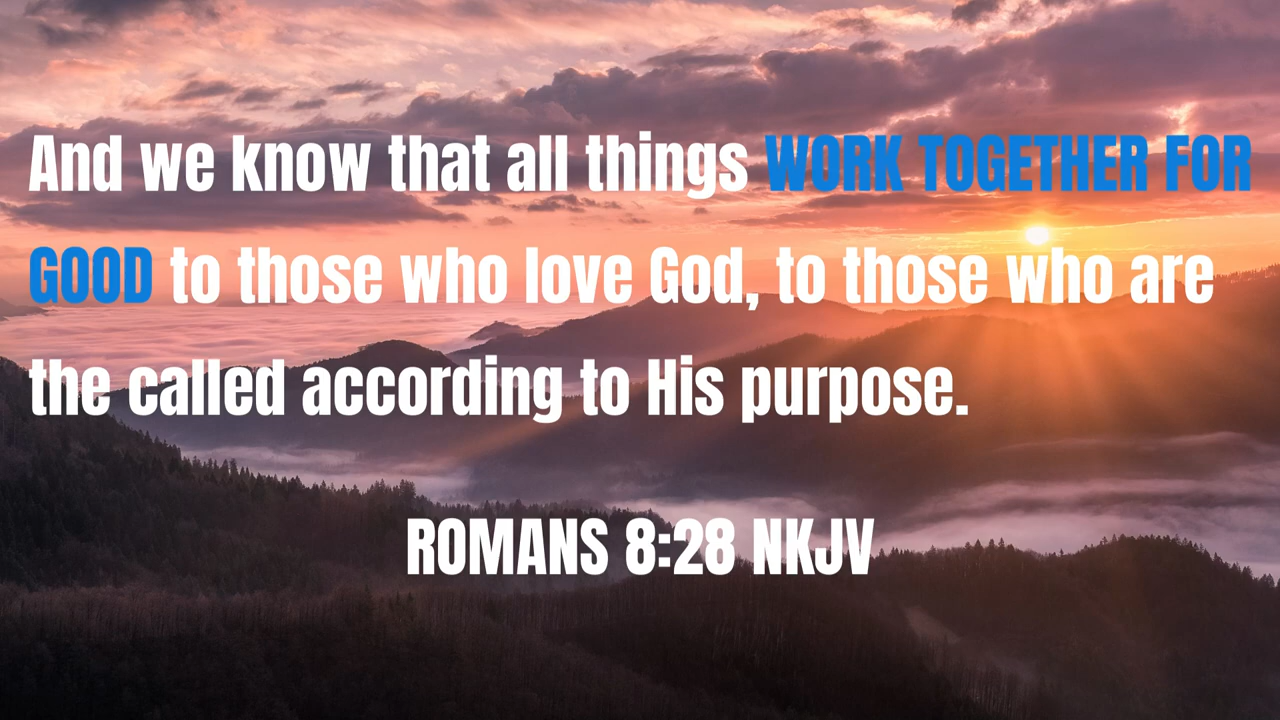 And we know that all things WORK TOGETHER FOR
GOOD to those who love God, to those who are
the called according to His purpose.
ROMANS 8:28 NKJV